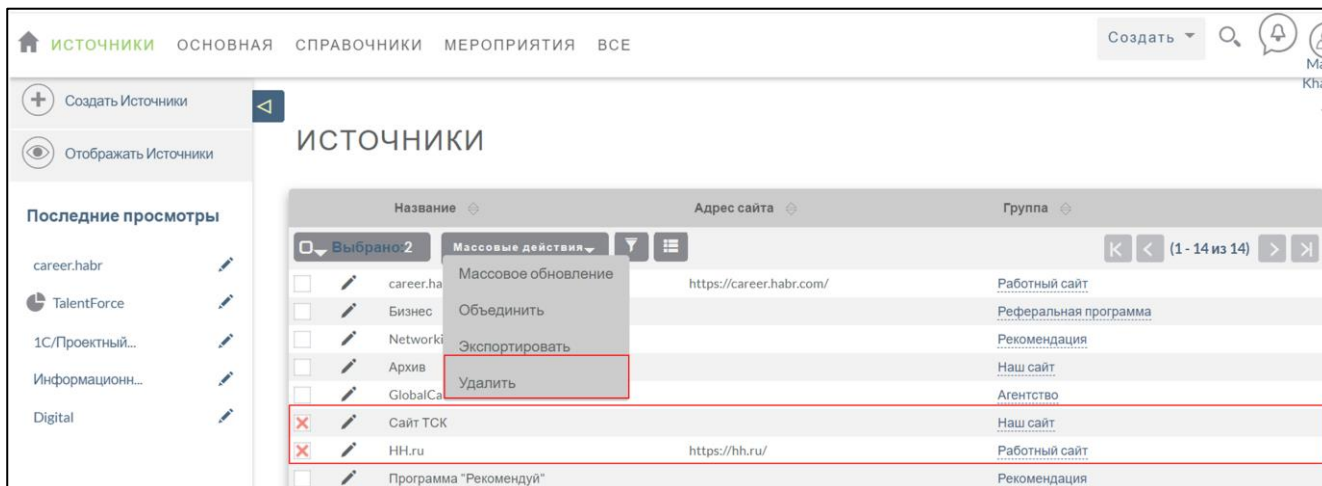 ИСТОЧНИКИ ОСНОВНАЯ СПРАВОЧНИКИ МЕРОПРИЯТИЯ ВСЕ Создать
Ma
Kha
Создать Источники
Отображать Источники
ИСТОЧНИКИ
Последние просмотры
career.habr
TalentForce
1С/Проектный...
Информационн...
Digital
Название Адрес сайта Группа
Выбрано:2 Массовые действия (1 - 14 из 14)
Массовое обновление
Объединить
Экспортировать
Удалить
career.ha https://career.habr.com/ Работный сайт
Бизнес Реферальная программа
Networki Рекомендация
Архив Наш сайт
GlobalCa Агентство
Сайт ТСК Наш сайт
HH.ru https://hh.ru/ Работный сайт
Программа "Рекомендуй" Рекомендация